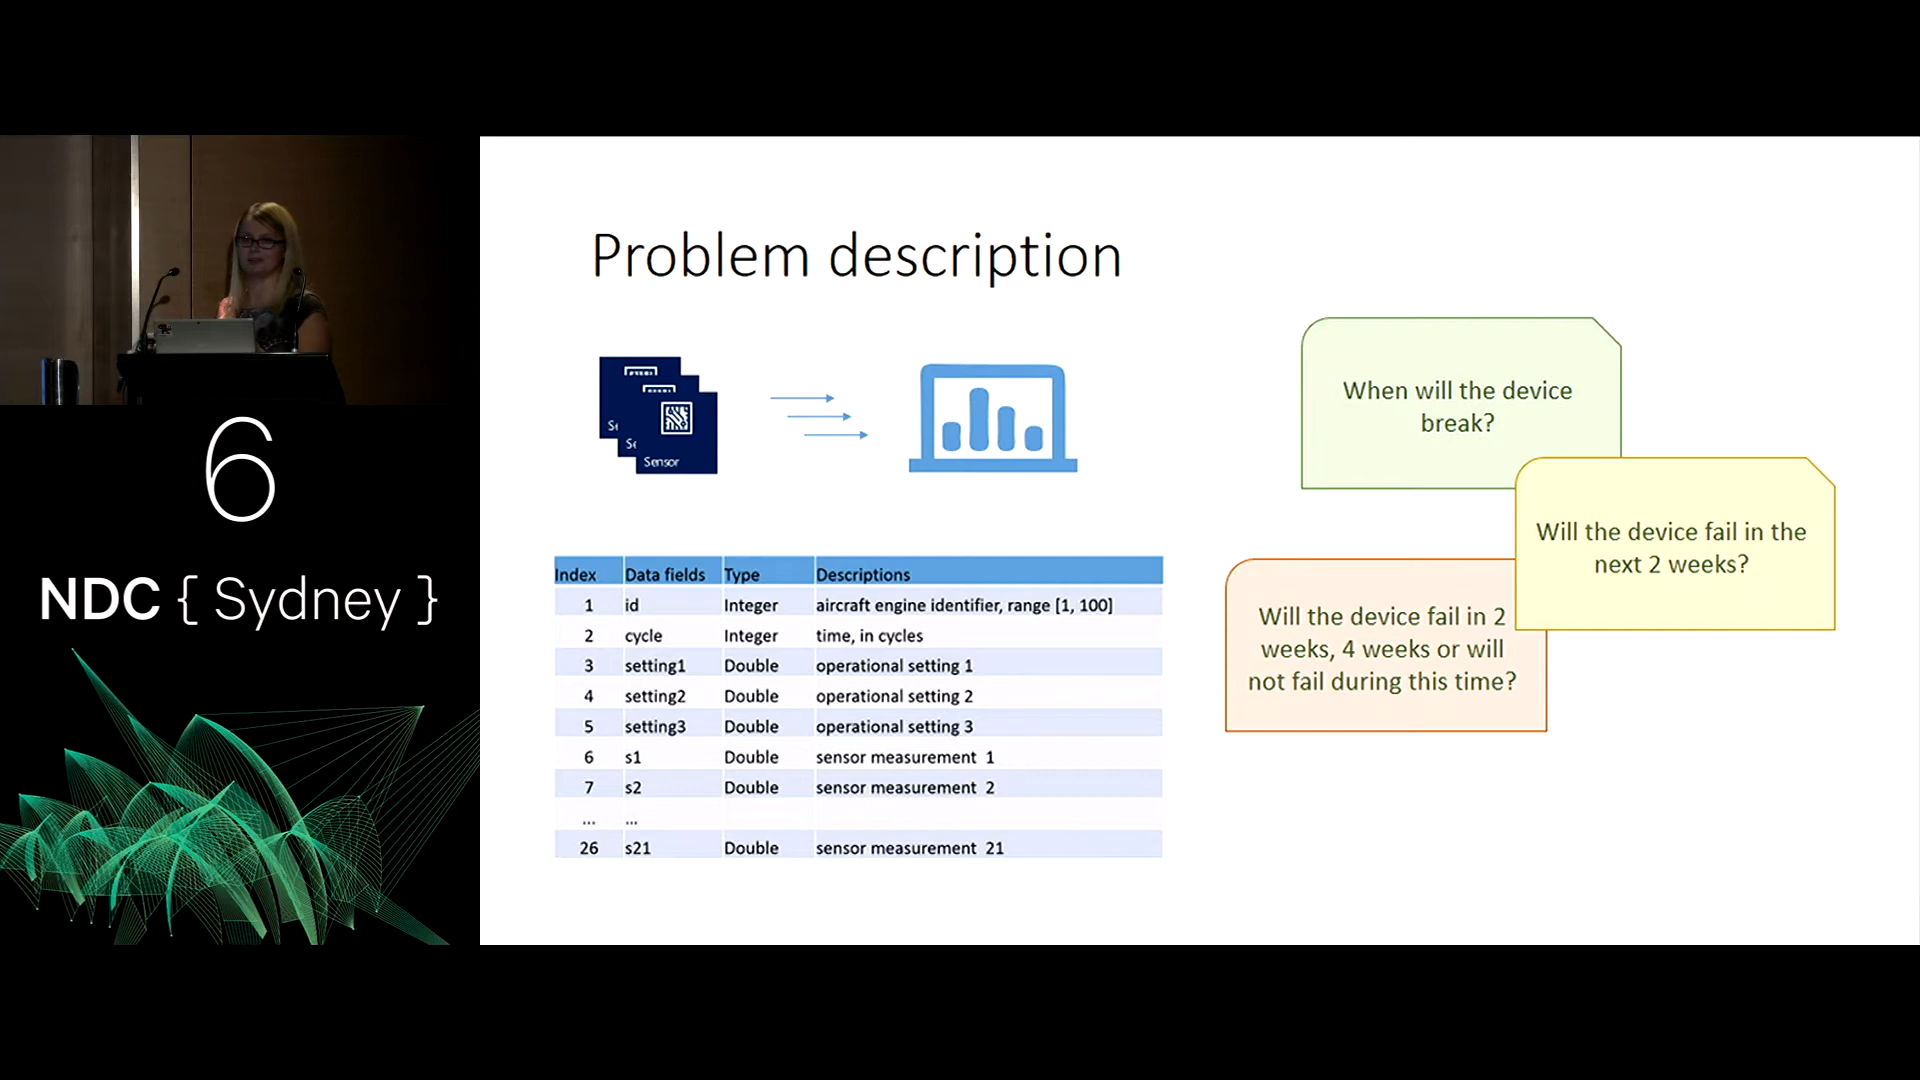 6
NDC { Sydney }
Problem description
Se
Se
Sensor
When will the device
break?
Will the device fail in the
next 2 weeks?
Will the device fail in 2
weeks, 4 weeks or will
not fail during this time?
Index Data fields Type Descriptions
1 id Integer aircraft engine identifier, range [1, 100]
2 cycle Integer time, in cycles
3 setting1 Double operational setting 1
4 setting2 Double operational setting 2
5 setting3 Double operational setting 3
6 s1 Double sensor measurement 1
7 s2 Double sensor measurement 2
... ...
26 s21 Double sensor measurement 21